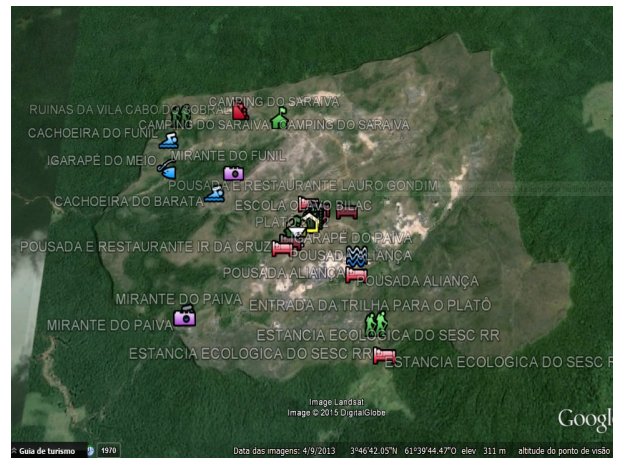 CAMPING DO SARAIVA
RUINAS DA VILA CABO DO SOBRAL
CAMPING DO SARAIVA
CAMPING DO SARAIVA
CACHOEIRA DO FUNIL
IGARAPÉ DO MEIO
MIRANTE DO FUNIL
POUSADA E RESTAURANTE LAURO GONDIM
CACHOEIRA DO BARATA
ESCOLA OLAVO BILAC
IGARAPÉ DO PAIVA
POUSADA E RESTAURANTE IR DA CRUZ
POUSADA ALIANÇA
POUSADA ALIANÇA
POUSADA ALIANÇA
MIRANTE DO PAIVA
ENTRADA DA TRILHA PARA O PLATÔ
MIRANTE DO PAIVA
ESTANCIA ECOLOGICA DO SESC RR
ESTANCIA ECOLOGICA DO SESC RR
ESTANCIA ECOLOGICA DO SESC R
Image Landsat
Image © 2015 DigitalGlobe
Google
Guia de turismo
1970
Data das imagens: 4/9/2013 3°46'42.05"N 61°39'44.47"O elev 311 m altitude do ponto de visão